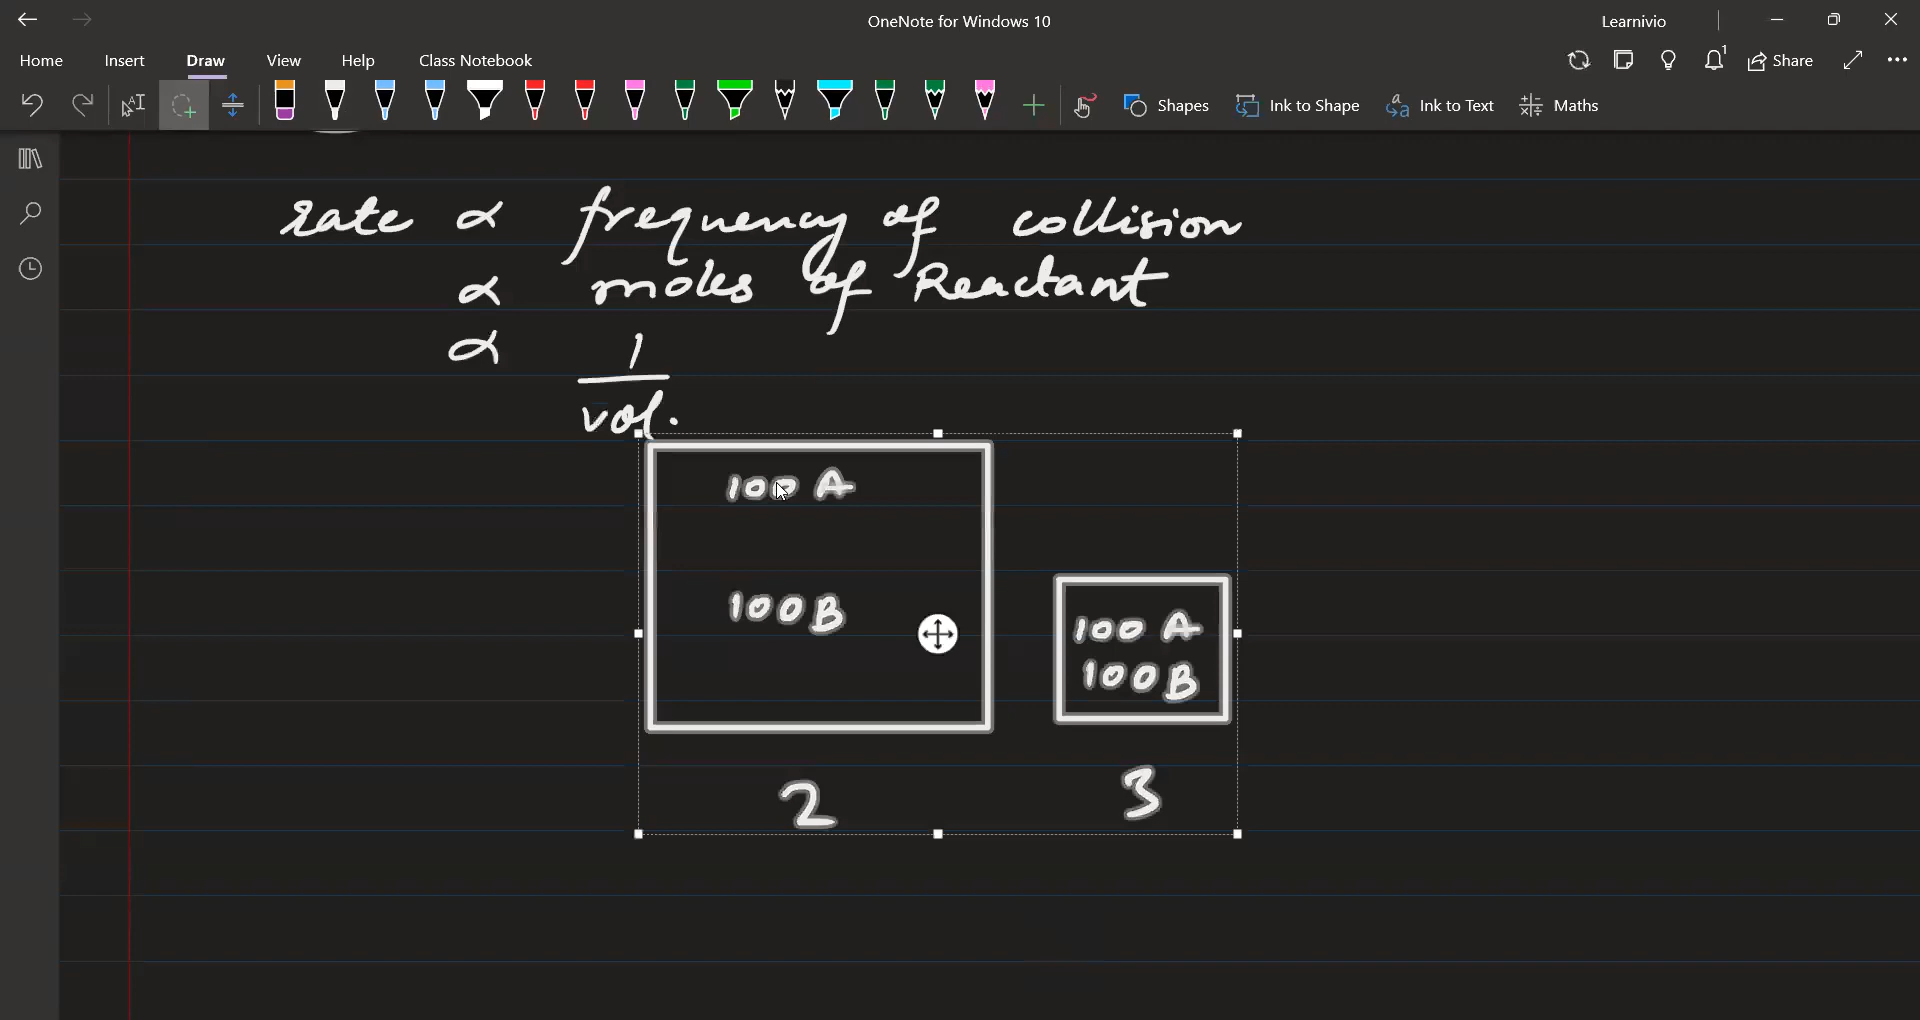 OneNote for Windows 10
Learnivio
Home Insert Draw View Help Class Notebook
1
Share
Shapes Ink to Shape Ink to Text Maths
rate ∝ frequency of collision
∝ moles of Reactant
∝ 1
vol.
100 A
100 B
100 A
100 B
2 3